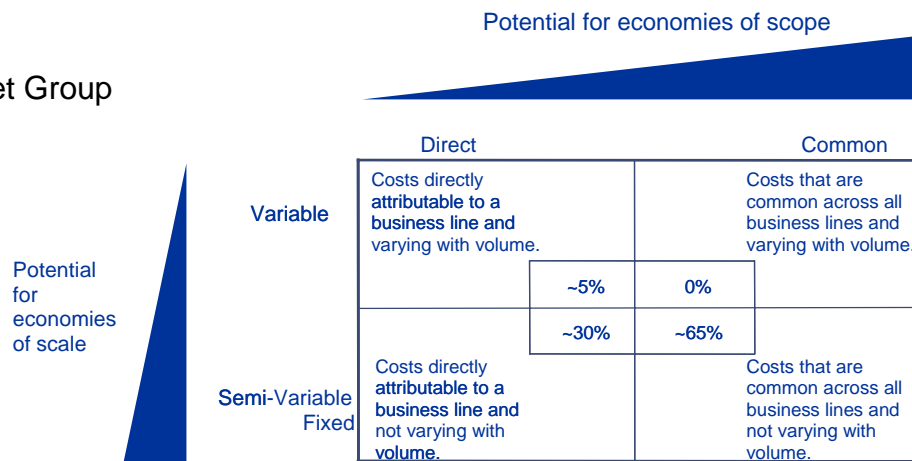 Potential for economies of scope
et Group
Direct
Common
Variable
Costs directly
attributable to a
business line and
varying with volume.
Costs that are
common across all
business lines and
varying with volume.
Potential
for
economies
of scale
~5%
0%
~30%
~65%
Semi-Variable
Fixed
Costs directly
attributable to a
business line and
not varying with
volume.
Costs that are
common across all
business lines and
not varying with
volume.